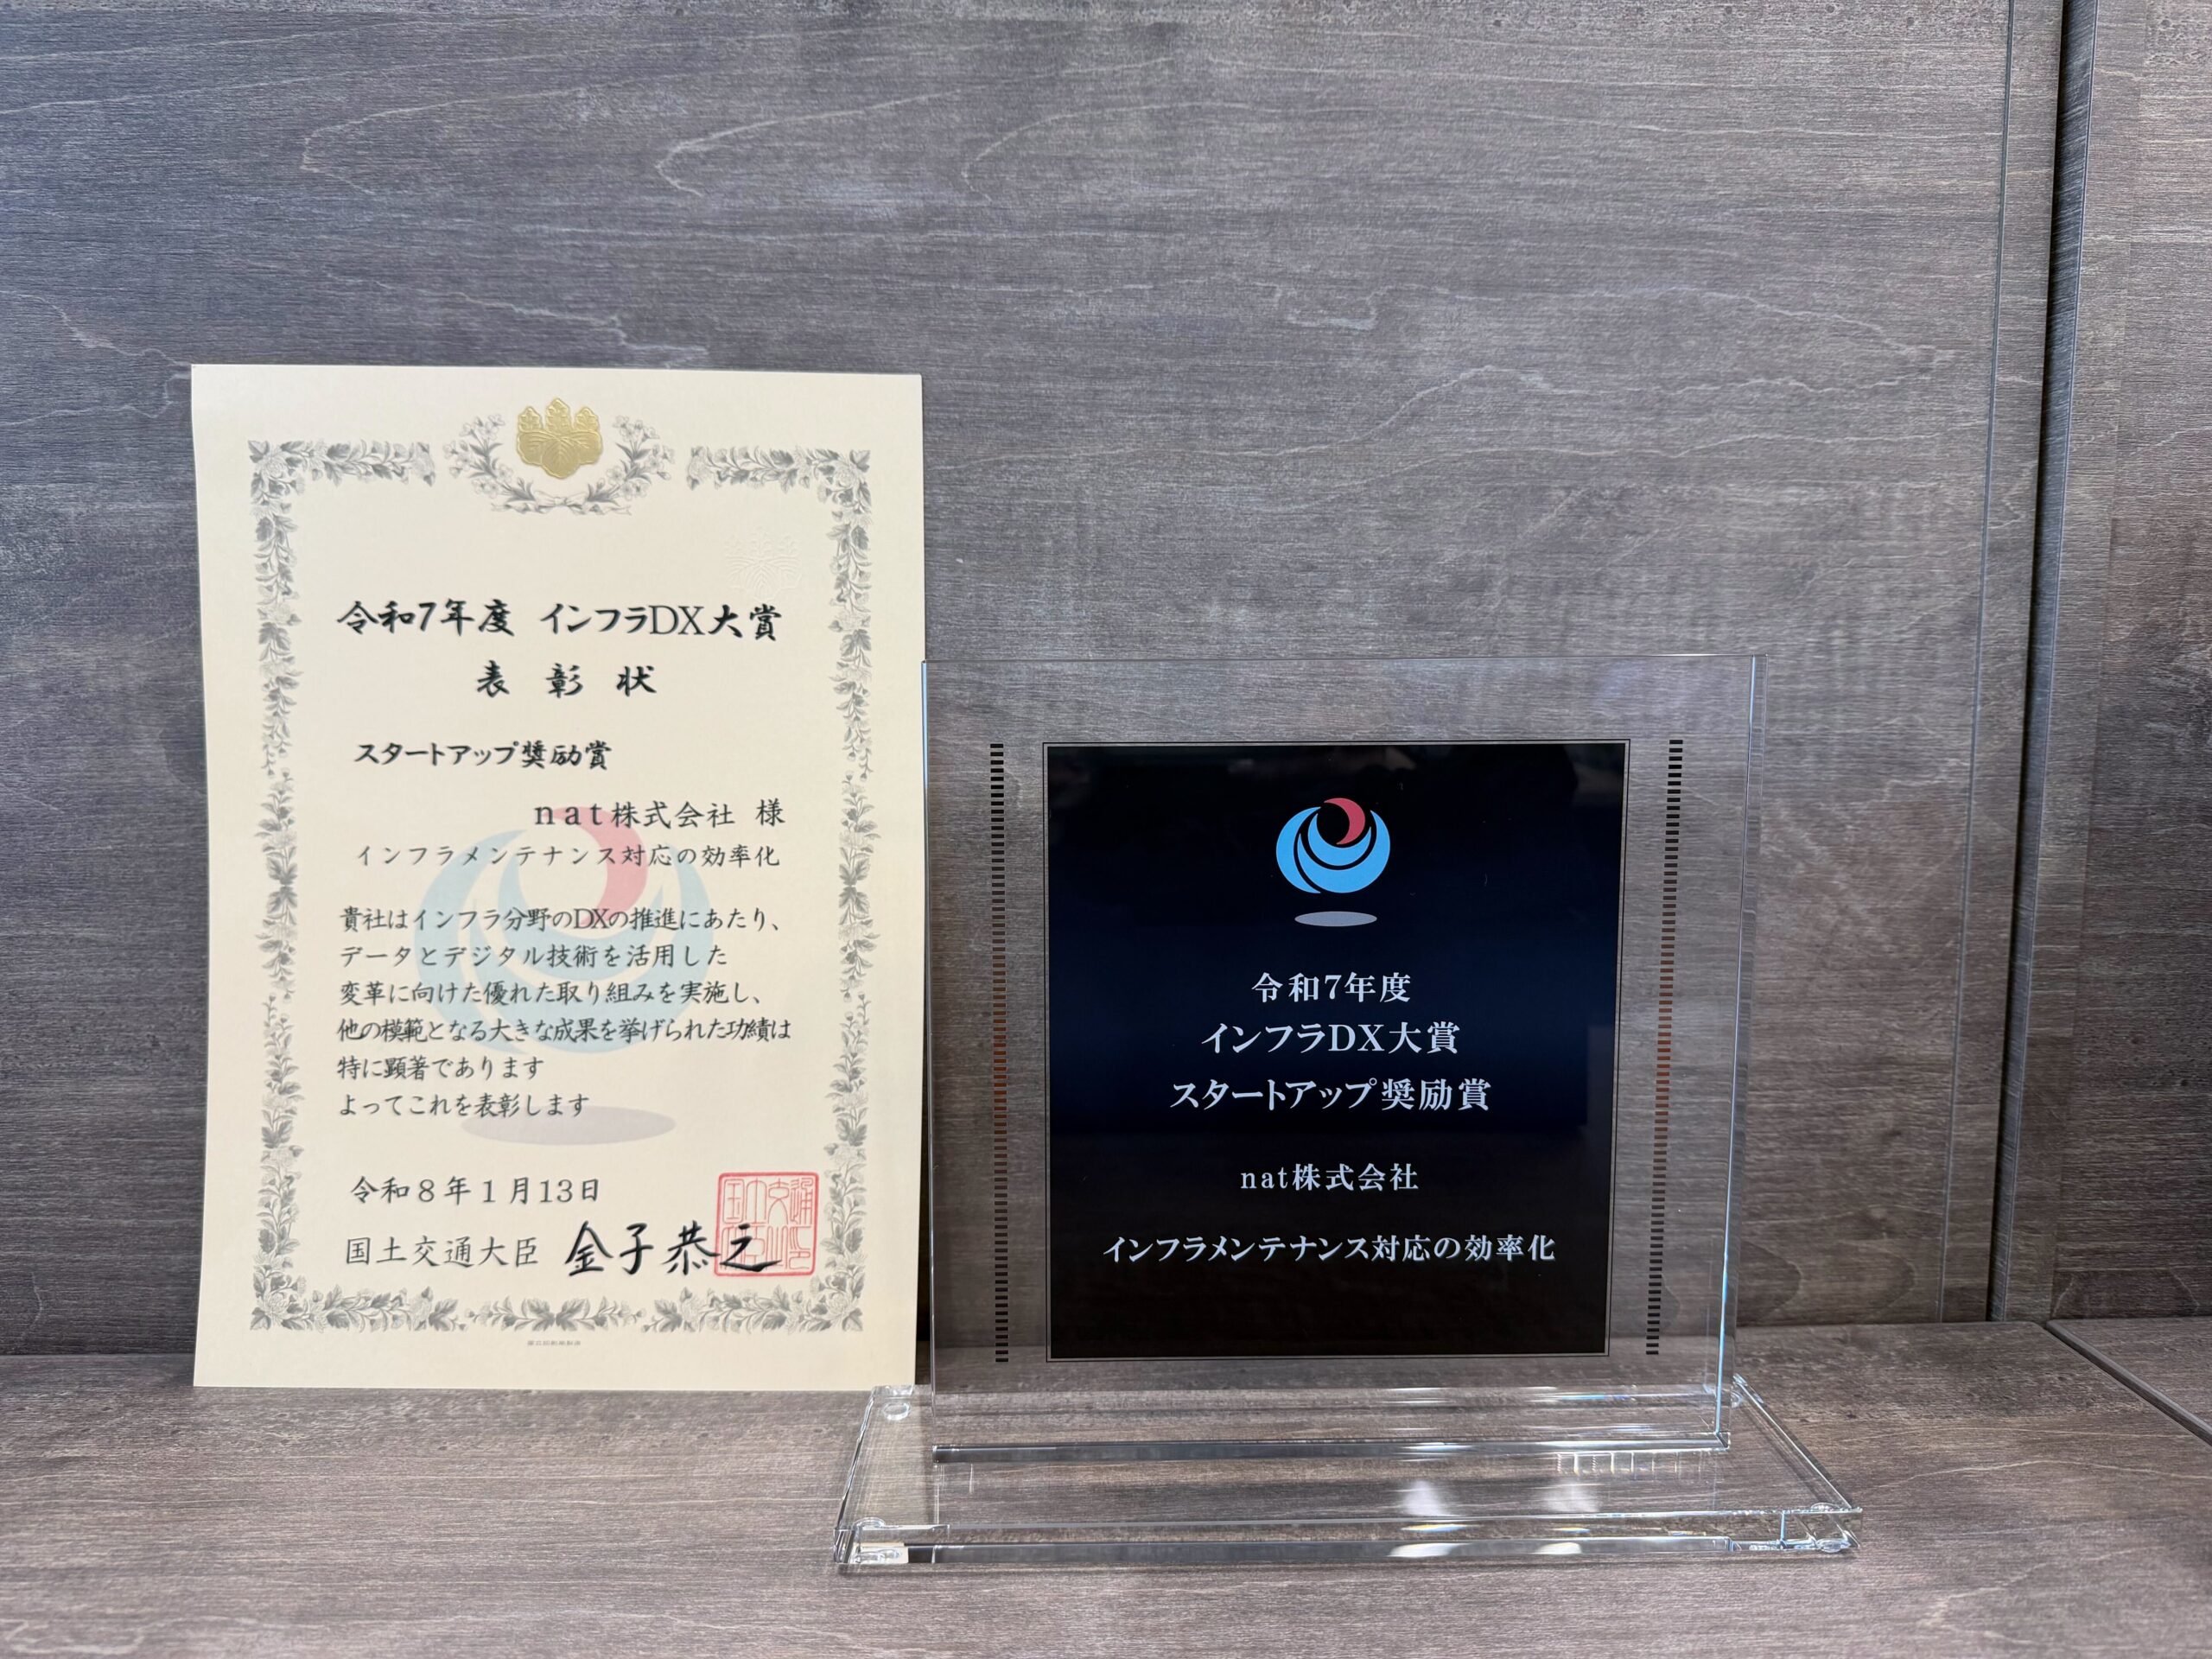 令和7年度 インフラDX大賞
表彰状
スタートアップ奨励賞
nat株式会社 様
インフラメンテナンス対応の効率化
貴社はインフラ分野のDXの推進にあたり、
データとデジタル技術を活用した
変革に向けた優れた取り組みを実施し、
他の模範となる大きな成果を挙げられた功績は
特に顕著であります
よってこれを表彰します
令和8年1月13日
国土交通大臣 金子恭之
令和7年度
インフラDX大賞
スタートアップ奨励賞
nat株式会社
インフラメンテナンス対応の効率化